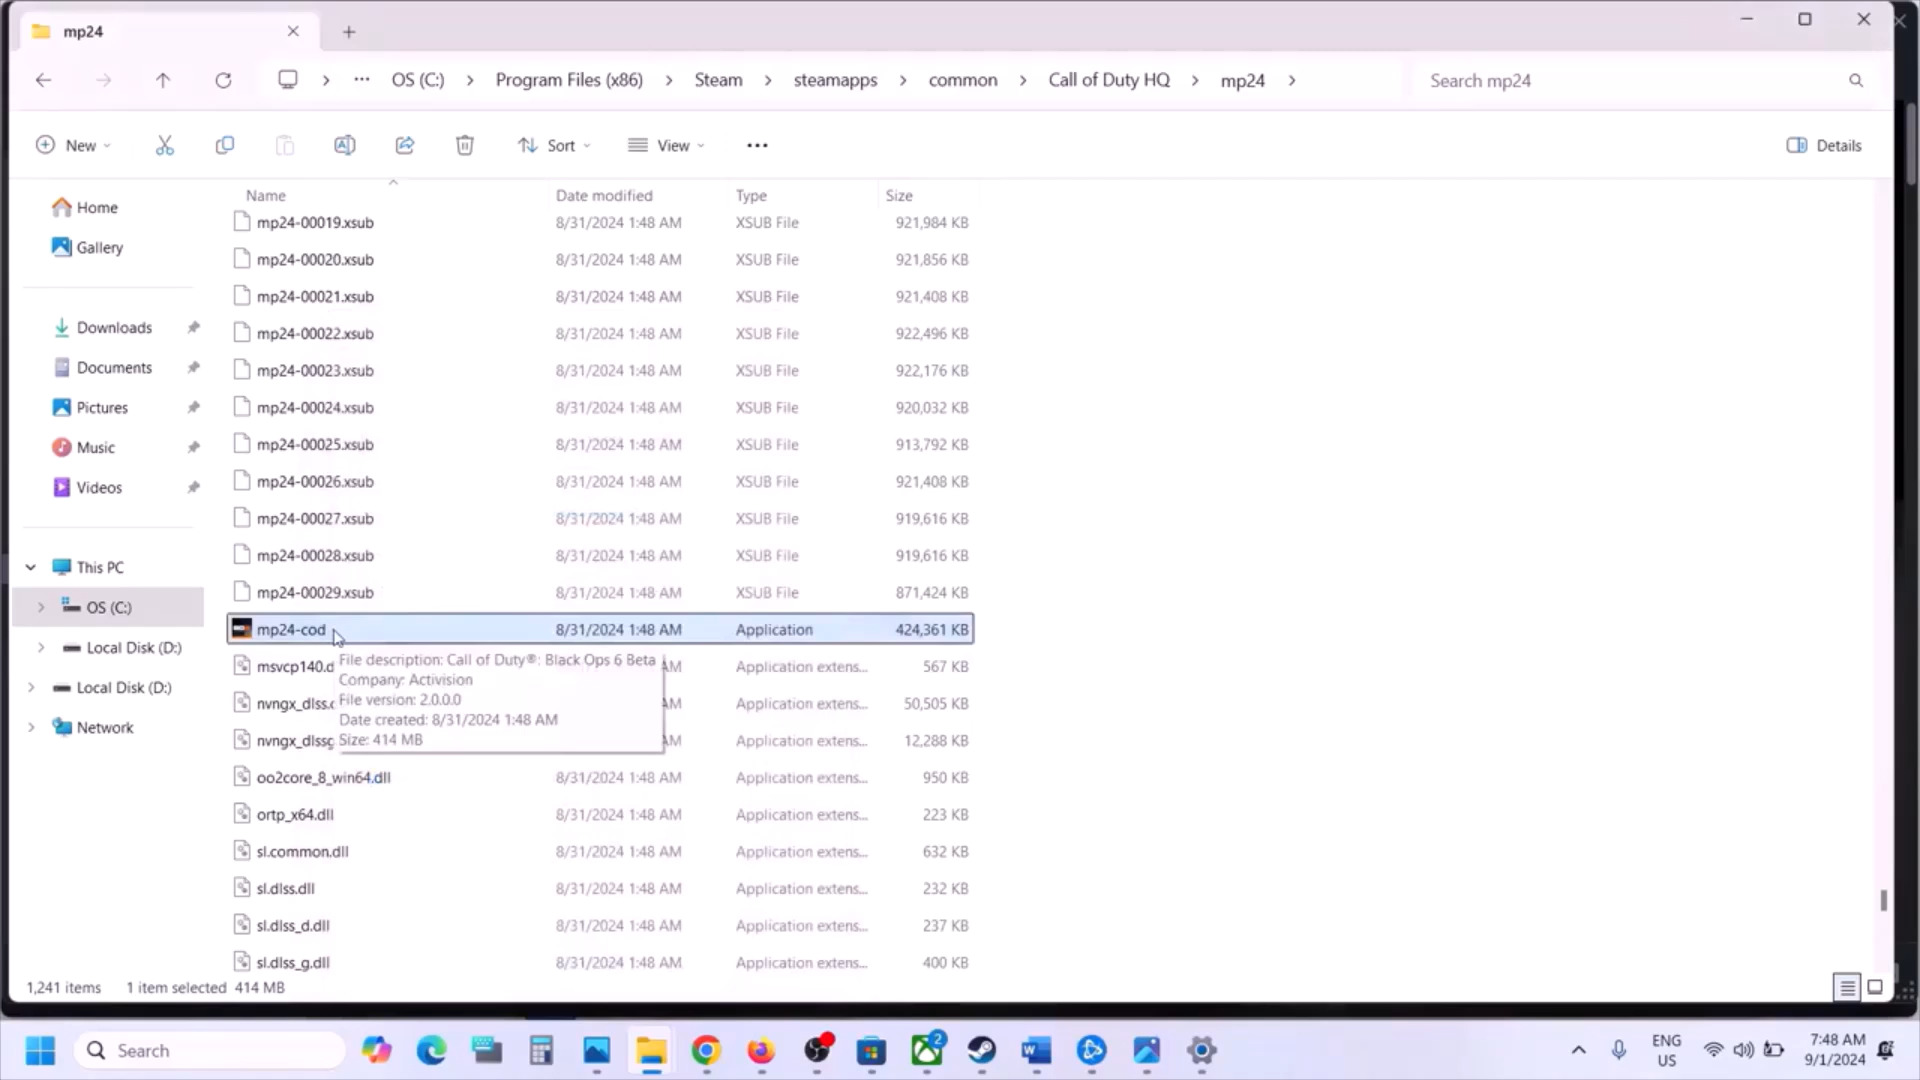 mp24
OS (C:) Program Files (x86) Steam steamapps common Call of Duty HQ mp24 Search mp24
New Sort View Details
Name Date modified Type Size
Home
Gallery
Downloads
Documents
Pictures
Music
Videos
This PC
OS (C:)
Local Disk (D:)
Local Disk (D:)
Network
mp24-00019.xsub 8/31/2024 1:48 AM XSUB File 921,984 KB
mp24-00020.xsub 8/31/2024 1:48 AM XSUB File 921,856 KB
mp24-00021.xsub 8/31/2024 1:48 AM XSUB File 921,408 KB
mp24-00022.xsub 8/31/2024 1:48 AM XSUB File 922,496 KB
mp24-00023.xsub 8/31/2024 1:48 AM XSUB File 922,176 KB
mp24-00024.xsub 8/31/2024 1:48 AM XSUB File 920,032 KB
mp24-00025.xsub 8/31/2024 1:48 AM XSUB File 913,792 KB
mp24-00026.xsub 8/31/2024 1:48 AM XSUB File 921,408 KB
mp24-00027.xsub 8/31/2024 1:48 AM XSUB File 919,616 KB
mp24-00028.xsub 8/31/2024 1:48 AM XSUB File 919,616 KB
mp24-00029.xsub 8/31/2024 1:48 AM XSUB File 871,424 KB
mp24-cod 8/31/2024 1:48 AM Application 424,361 KB
msvcp140.d AM Application extens... 567 KB
nvngx_dlss.c AM Application extens... 50,505 KB
nvngx_dlssg AM Application extens... 12,288 KB
File description: Call of Duty®: Black Ops 6 Beta
Company: Activision
File version: 2.0.0.0
Date created: 8/31/2024 1:48 AM
Size: 414 MB
oo2core_8_win64.dll 8/31/2024 1:48 AM Application extens... 950 KB
ortp_x64.dll 8/31/2024 1:48 AM Application extens... 223 KB
sl.common.dll 8/31/2024 1:48 AM Application extens... 632 KB
sl.dlss.dll 8/31/2024 1:48 AM Application extens... 232 KB
sl.dlss_d.dll 8/31/2024 1:48 AM Application extens... 237 KB
sl.dlss_g.dll 8/31/2024 1:48 AM Application extens... 400 KB
1,241 items 1 item selected 414 MB
Search 2 ENG US 7:48 AM
9/1/2024